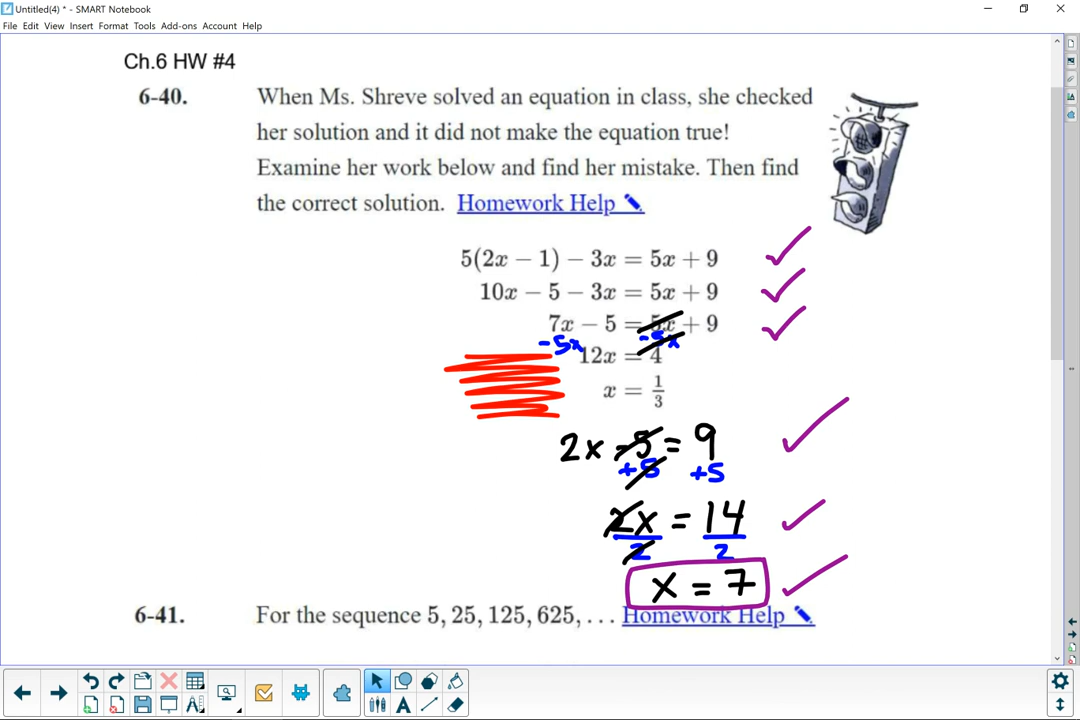 Untitled(4) * - SMART Notebook
File Edit View Insert Format Tools Add-ons Account Help
Ch.6 HW #4
6-40. When Ms. Shreve solved an equation in class, she checked
her solution and it did not make the equation true!
Examine her work below and find her mistake. Then find
the correct solution. Homework Help
5(2x − 1) − 3x = 5x + 9
10x − 5 − 3x = 5x + 9
7x − 5 = 5x + 9
-5x -5x
12x = 4
x = 1/3
2x -5 = 9
+5 +5
2x = 14
2 2
x = 7
6-41. For the sequence 5, 25, 125, 625, . . . Homework Help